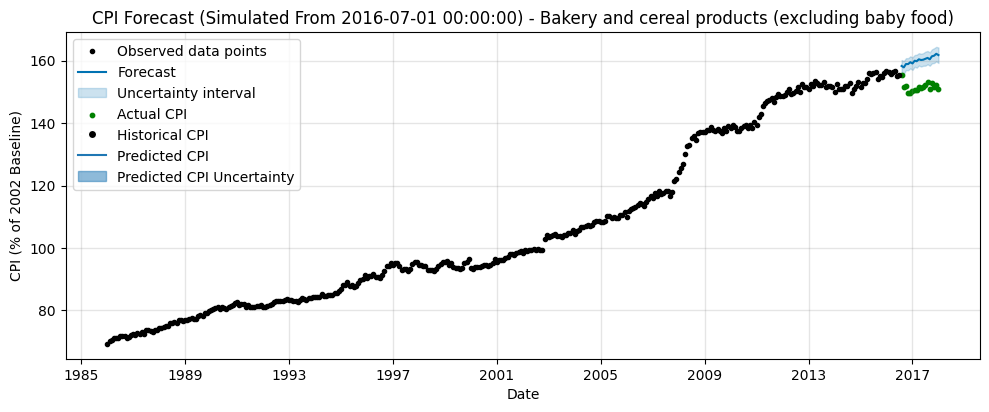 CPI Forecast (Simulated From 2016-07-01 00:00:00) - Bakery and cereal products (excluding baby food)
Observed data points
Forecast
Uncertainty interval
Actual CPI
Historical CPI
Predicted CPI
Predicted CPI Uncertainty
CPI (% of 2002 Baseline)
160
140
120
100
80
1985 1989 1993 1997 2001 2005 2009 2013 2017
Date